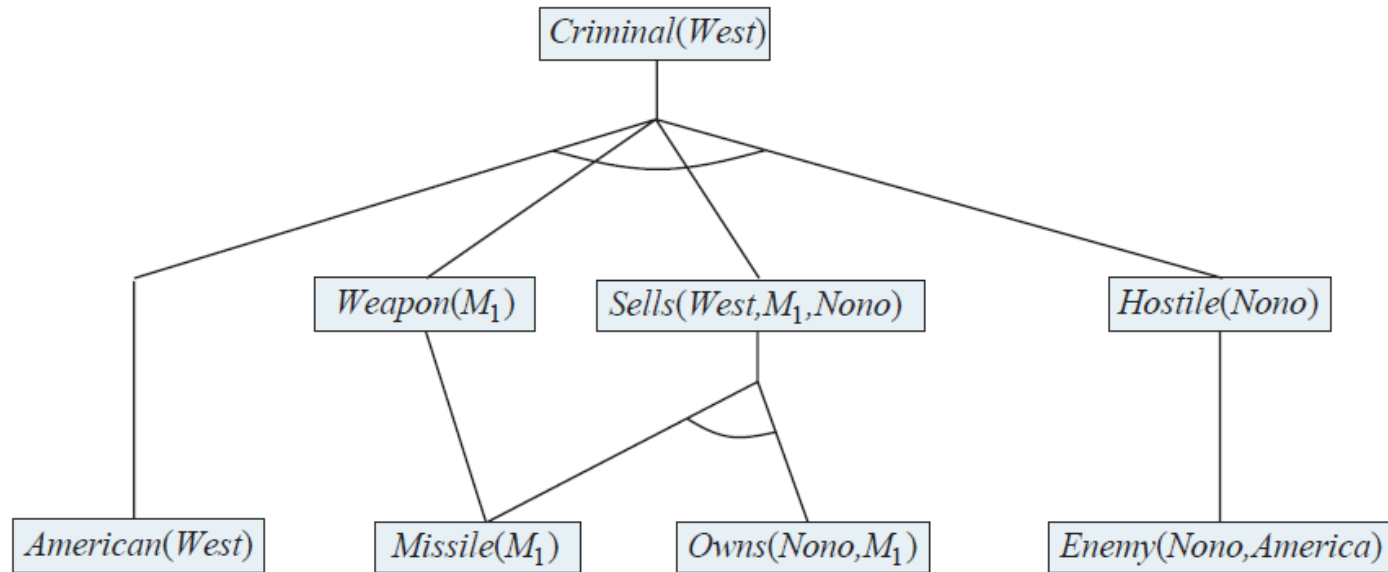 Criminal(West)
Weapon(M₁)
Sells(West,M₁,Nono)
Hostile(Nono)
American(West)
Missile(M₁)
Owns(Nono,M₁)
Enemy(Nono,America)